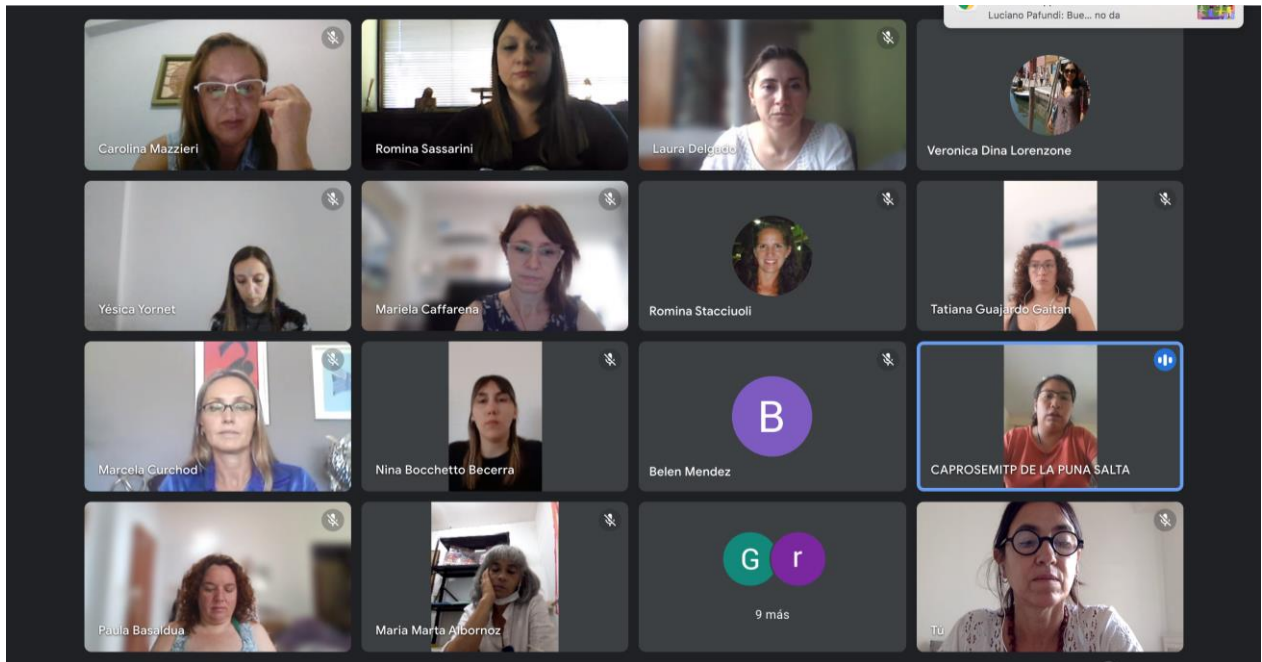 Luciano Pafundi: Bue... no da
Carolina Mazzieri
Romina Sassarini
Laura Delgado
Veronica Dina Lorenzone
Yésica Yornet
Mariela Caffarena
Romina Stacciuoli
Tatiana Guajardo Gaitan
Marcela Curchod
Nina Bocchetto Becerra
B
Belen Mendez
CAPROSEMITP DE LA PUNA SALTA
Paula Basaldua
Maria Marta Albornoz
G r
9 más
Tú